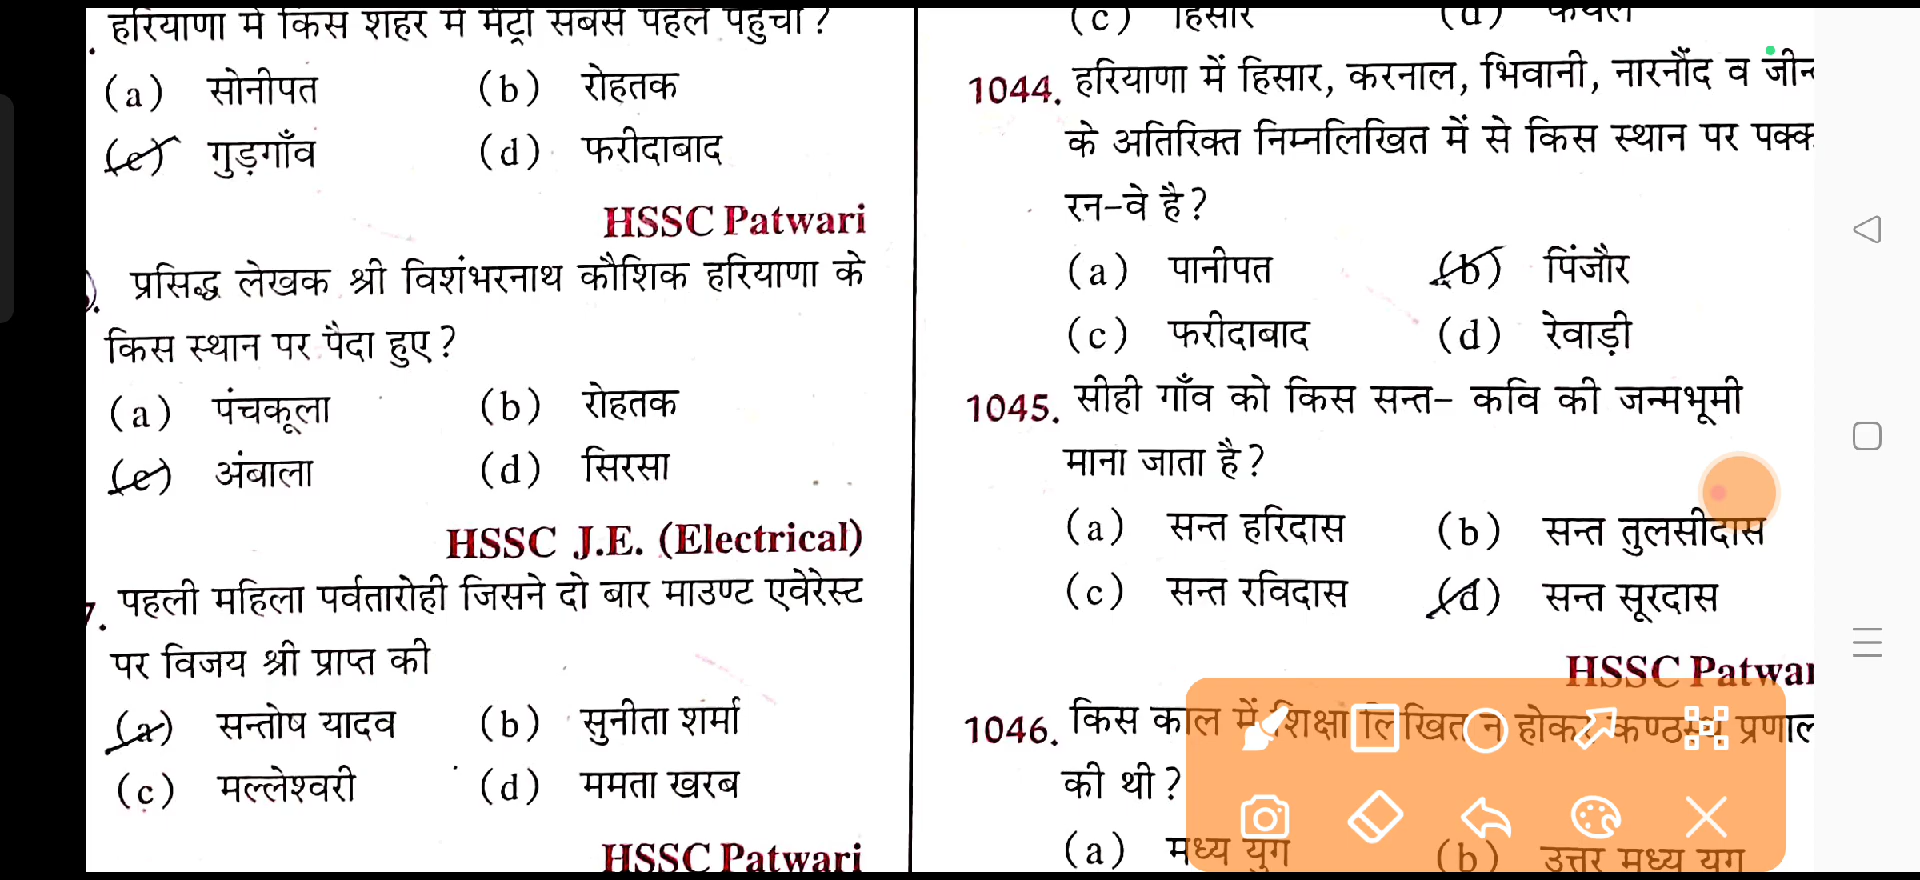 हरियाणा में किस शहर में मैट्रो सबसे पहले पहुँची ?
(a) सोनीपत (b) रोहतक
(c) गुड़गाँव (d) फरीदाबाद
HSSC Patwari
प्रसिद्ध लेखक श्री विशंभरनाथ कौशिक हरियाणा के
किस स्थान पर पैदा हुए ?
(a) पंचकूला (b) रोहतक
(c) अंबाला (d) सिरसा
HSSC J.E. (Electrical)
7. पहली महिला पर्वतारोही जिसने दो बार माउण्ट एवेरेस्ट
पर विजय श्री प्राप्त की
(a) सन्तोष यादव (b) सुनीता शर्मा
(c) मल्लेश्वरी (d) ममता खरब
HSSC Patwari
(c) हिसार (d) कैथल
1044. हरियाणा में हिसार, करनाल, भिवानी, नारनौंद व
के अतिरिक्त निम्नलिखित में से किस स्थान पर
रन-वे है ?
(a) पानीपत (b) पिंजौर
(c) फरीदाबाद (d) रेवाड़ी
1045. सीही गाँव को किस सन्त- कवि की जन्मभूमी
माना जाता है ?
(a) सन्त हरिदास (b) सन्त तुलसीदास
(c) सन्त रविदास (d) सन्त सूरदास
HSSC
1046. किस काल में शिक्षा लिखित न होकर कण्ठस्थ
की थी ?
(a) मध्य युग (b) उत्तर मध्य युग